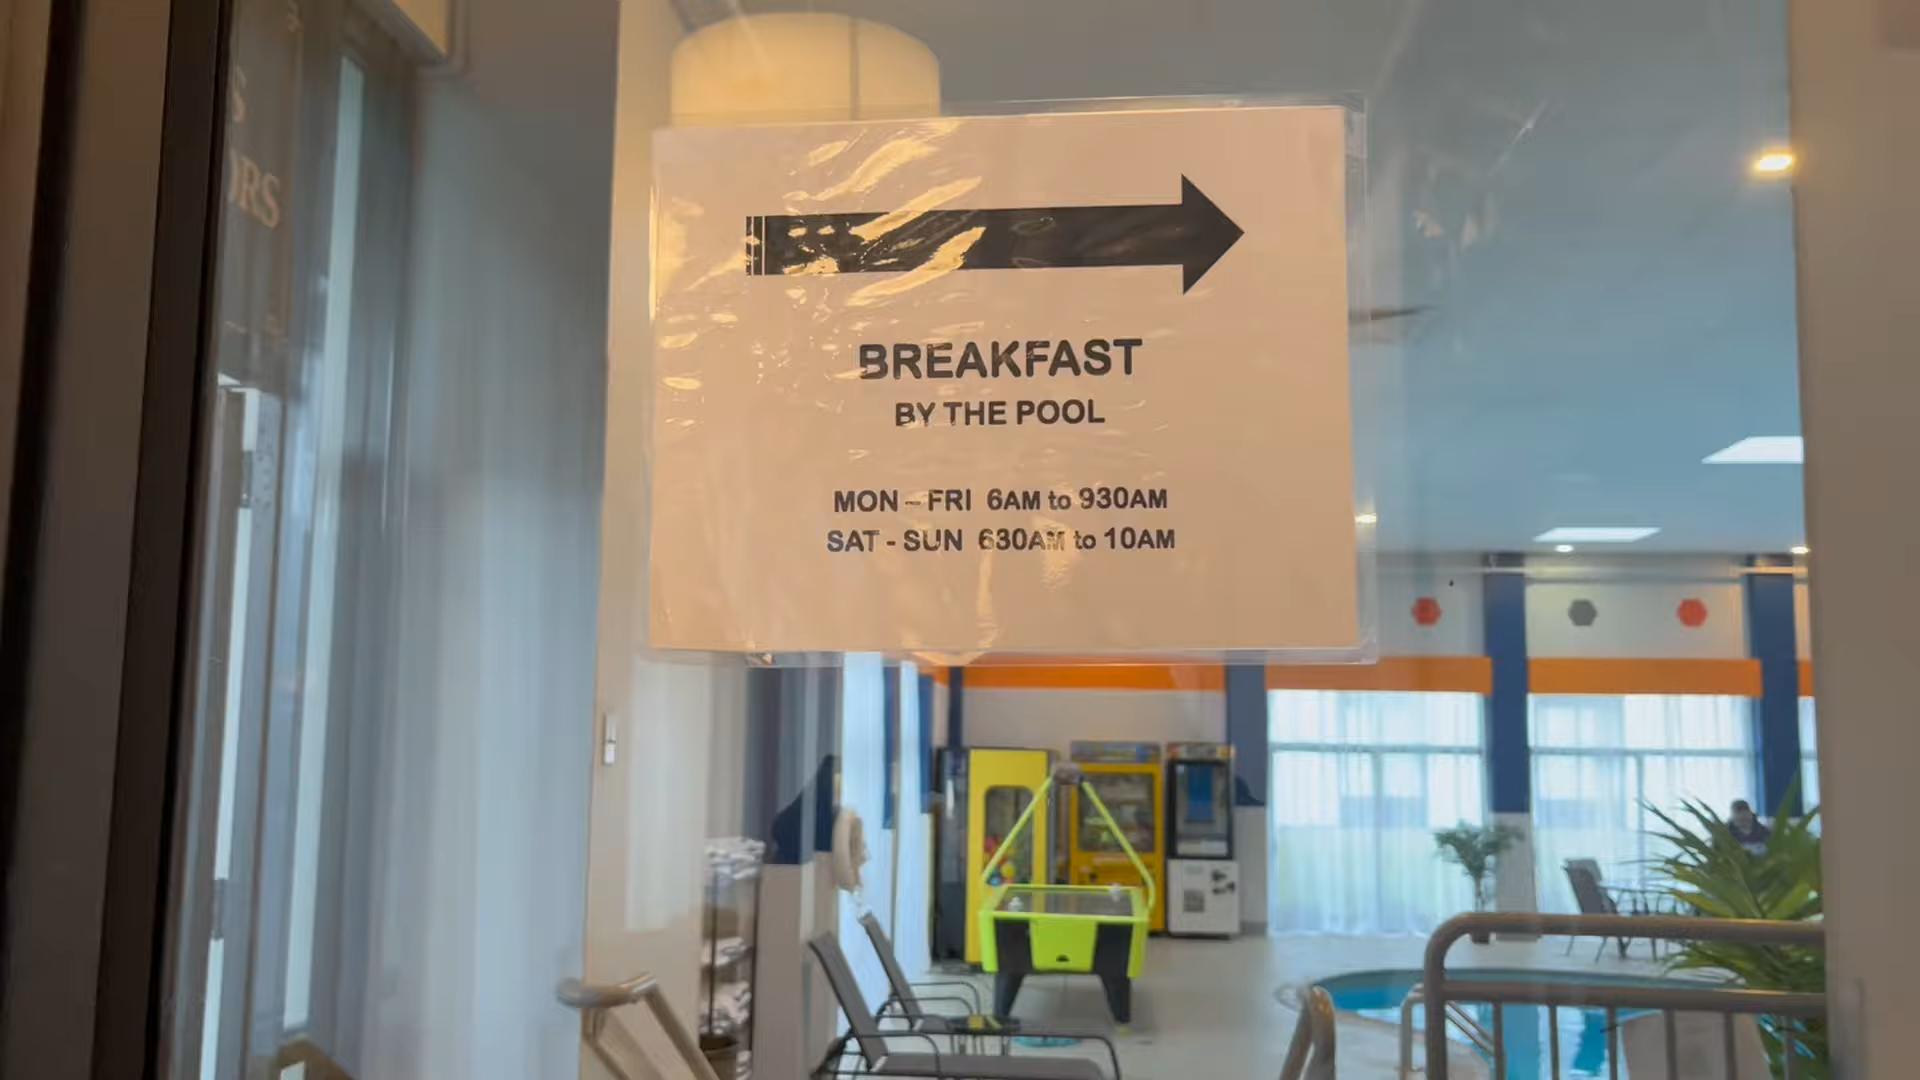 BREAKFAST
BY THE POOL
MON - FRI 6AM to 930AM
SAT - SUN 630AM to 10AM